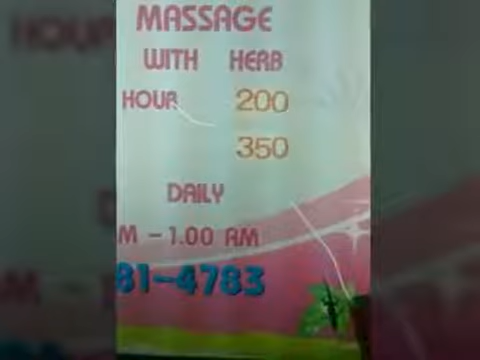 MASSAGE
WITH HERB
HOUR 200
350
DAILY
M - 1.00 AM
81-4783